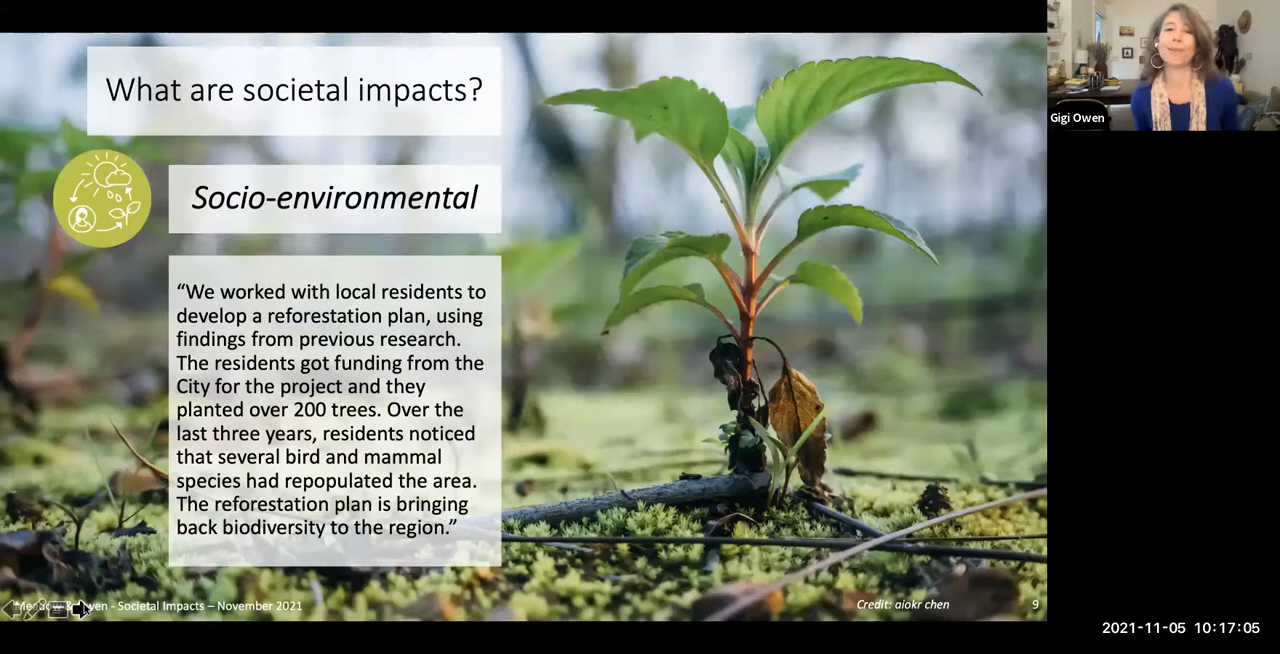 What are societal impacts?
Gigi Owen
Socio-environmental
“We worked with local residents to
develop a reforestation plan, using
findings from previous research.
The residents got funding from the
City for the project and they
planted over 200 trees. Over the
last three years, residents noticed
that several bird and mammal
species had repopulated the area.
The reforestation plan is bringing
back biodiversity to the region.”
- Societal Impacts – November 2021
Credit: aiokr chen
9
2021-11-05 10:17:05